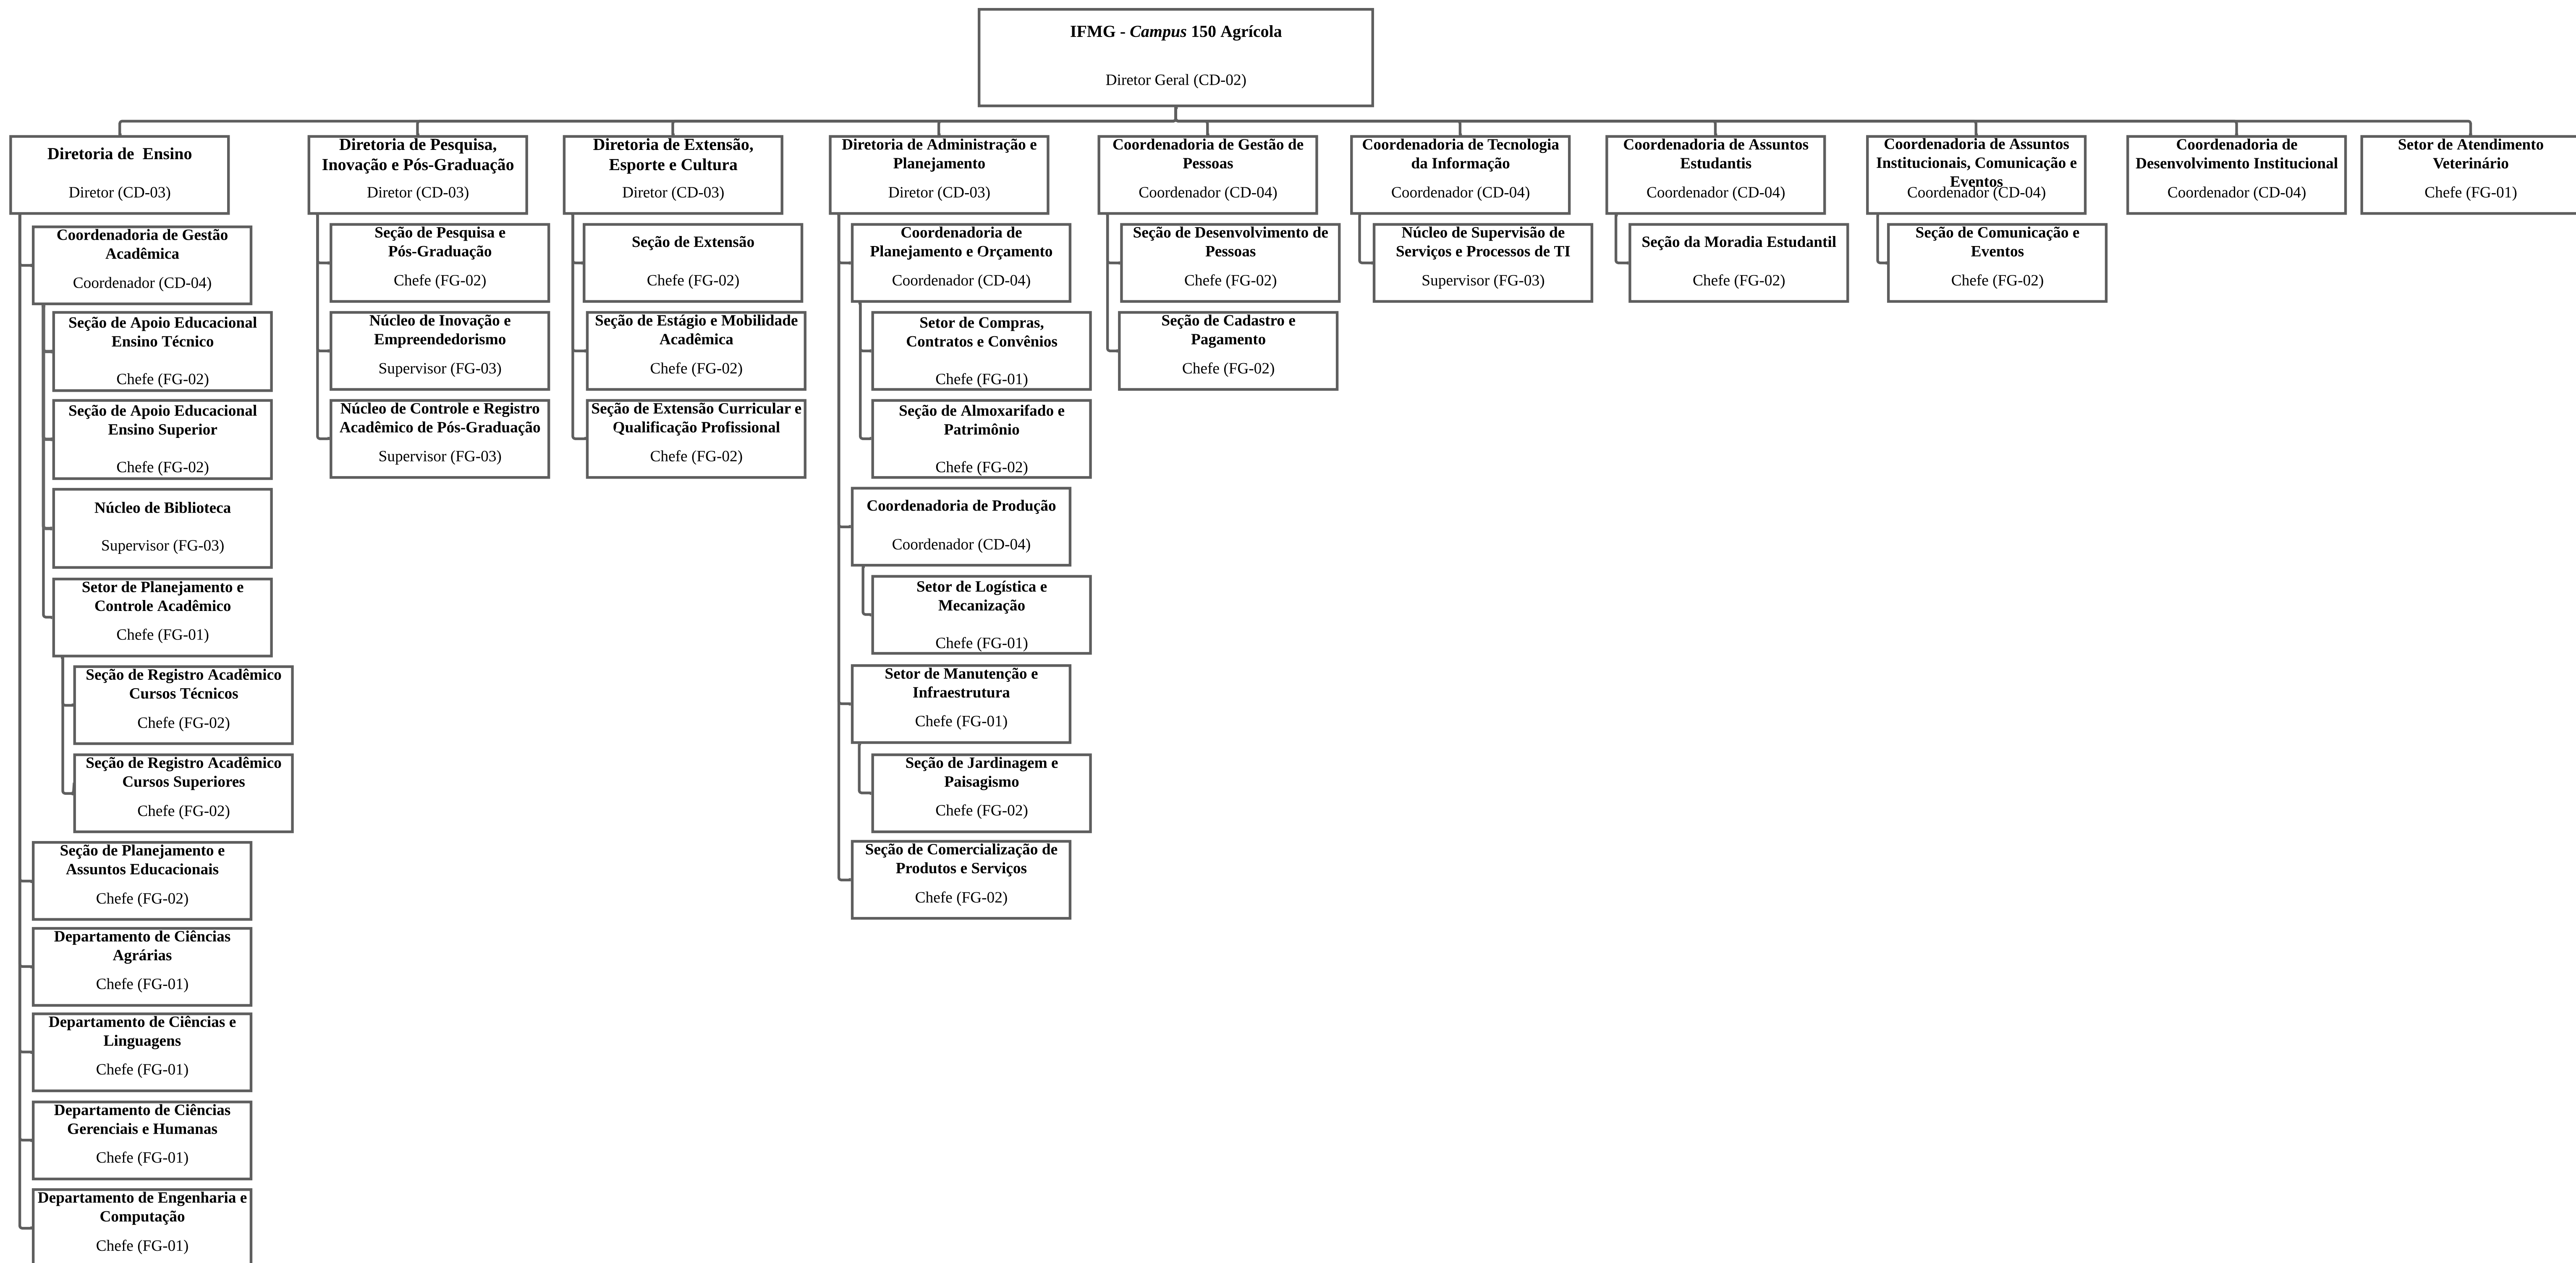 IFMG - Campus 150 Agrícola
Diretor Geral (CD-02)
Diretoria de  Ensino
Diretor (CD-03)
Coordenadoria de Gestão
Acadêmica
Coordenador (CD-04)
Seção de Apoio Educacional
Ensino Técnico
Chefe (FG-02)
Seção de Apoio Educacional
Ensino Superior
Chefe (FG-02)
Núcleo de Biblioteca
Supervisor (FG-03)
Setor de Planejamento e
Controle Acadêmico
Chefe (FG-01)
Seção de Registro Acadêmico
Cursos Técnicos
Chefe (FG-02)
Seção de Registro Acadêmico
Cursos Superiores
Chefe (FG-02)
Seção de Planejamento e
Assuntos Educacionais
Chefe (FG-02)
Departamento de Ciências
Agrárias
Chefe (FG-01)
Departamento de Ciências e
Linguagens
Chefe (FG-01)
Departamento de Ciências
Gerenciais e Humanas
Chefe (FG-01)
Departamento de Engenharia e
Computação
Chefe (FG-01)
Diretoria de Pesquisa,
Inovação e Pós-Graduação
Diretor (CD-03)
Seção de Pesquisa e
Pós-Graduação
Chefe (FG-02)
Núcleo de Inovação e
Empreendedorismo
Supervisor (FG-03)
Núcleo de Controle e Registro
Acadêmico de Pós-Graduação
Supervisor (FG-03)
Diretoria de Extensão,
Esporte e Cultura
Diretor (CD-03)
Seção de Extensão
Chefe (FG-02)
Seção de Estágio e Mobilidade
Acadêmica
Chefe (FG-02)
Seção de Extensão Curricular e
Qualificação Profissional
Chefe (FG-02)
Diretoria de Administração e
Planejamento
Diretor (CD-03)
Coordenadoria de
Planejamento e Orçamento
Coordenador (CD-04)
Setor de Compras,
Contratos e Convênios
Chefe (FG-01)
Seção de Almoxarifado e
Patrimônio
Chefe (FG-02)
Coordenadoria de Produção
Coordenador (CD-04)
Setor de Logística e
Mecanização
Chefe (FG-01)
Setor de Manutenção e
Infraestrutura
Chefe (FG-01)
Seção de Jardinagem e
Paisagismo
Chefe (FG-02)
Seção de Comercialização de
Produtos e Serviços
Chefe (FG-02)
Coordenadoria de Gestão de
Pessoas
Coordenador (CD-04)
Seção de Desenvolvimento de
Pessoas
Chefe (FG-02)
Seção de Cadastro e
Pagamento
Chefe (FG-02)
Coordenadoria de Tecnologia
da Informação
Coordenador (CD-04)
Núcleo de Supervisão de
Serviços e Processos de TI
Supervisor (FG-03)
Coordenadoria de Assuntos
Estudantis
Coordenador (CD-04)
Seção da Moradia Estudantil
Chefe (FG-02)
Coordenadoria de Assuntos
Institucionais, Comunicação e
Eventos
Coordenador (CD-04)
Seção de Comunicação e
Eventos
Chefe (FG-02)
Coordenadoria de
Desenvolvimento Institucional
Coordenador (CD-04)
Setor de Atendimento
Veterinário
Chefe (FG-01)